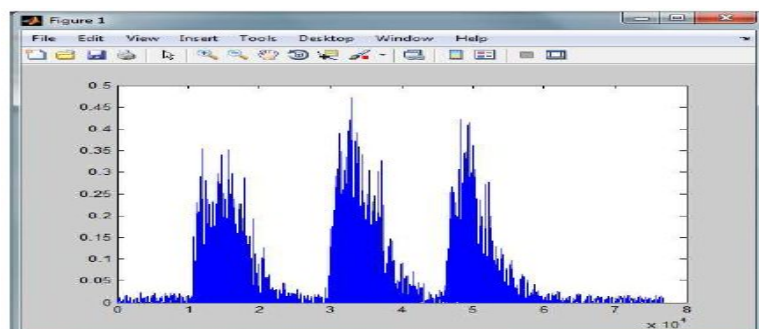 Figure 1
File Edit View Insert Tools Desktop Window Help
0.5
0.45
0.4
0.35
0.3
0.25
0.2
0.15
0.1
0.05
0
0 1 2 3 4 5 6 7 8
x 10^4